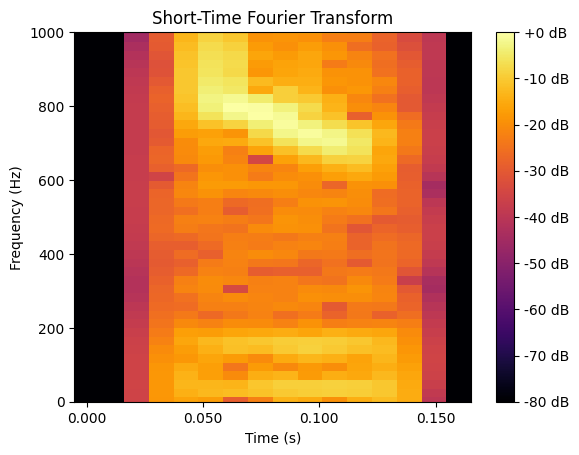 Short-Time Fourier Transform
Frequency (Hz)
1000
800
600
400
200
0
0.000
0.050
0.100
0.150
Time (s)
+0 dB
-10 dB
-20 dB
-30 dB
-40 dB
-50 dB
-60 dB
-70 dB
-80 dB